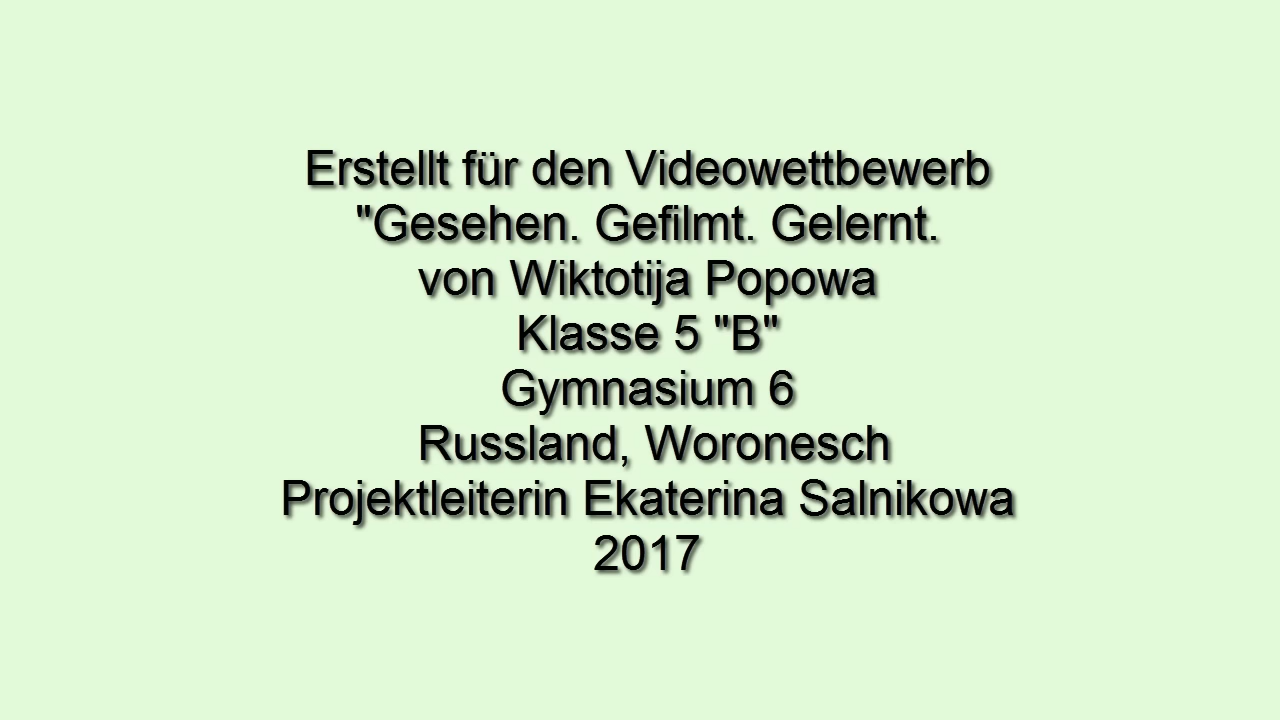 Erstellt für den Videowettbewerb
"Gesehen. Gefilmt. Gelernt.
von Wiktotija Popowa
Klasse 5 "B"
Gymnasium 6
Russland, Woronesch
Projektleiterin Ekaterina Salnikowa
2017